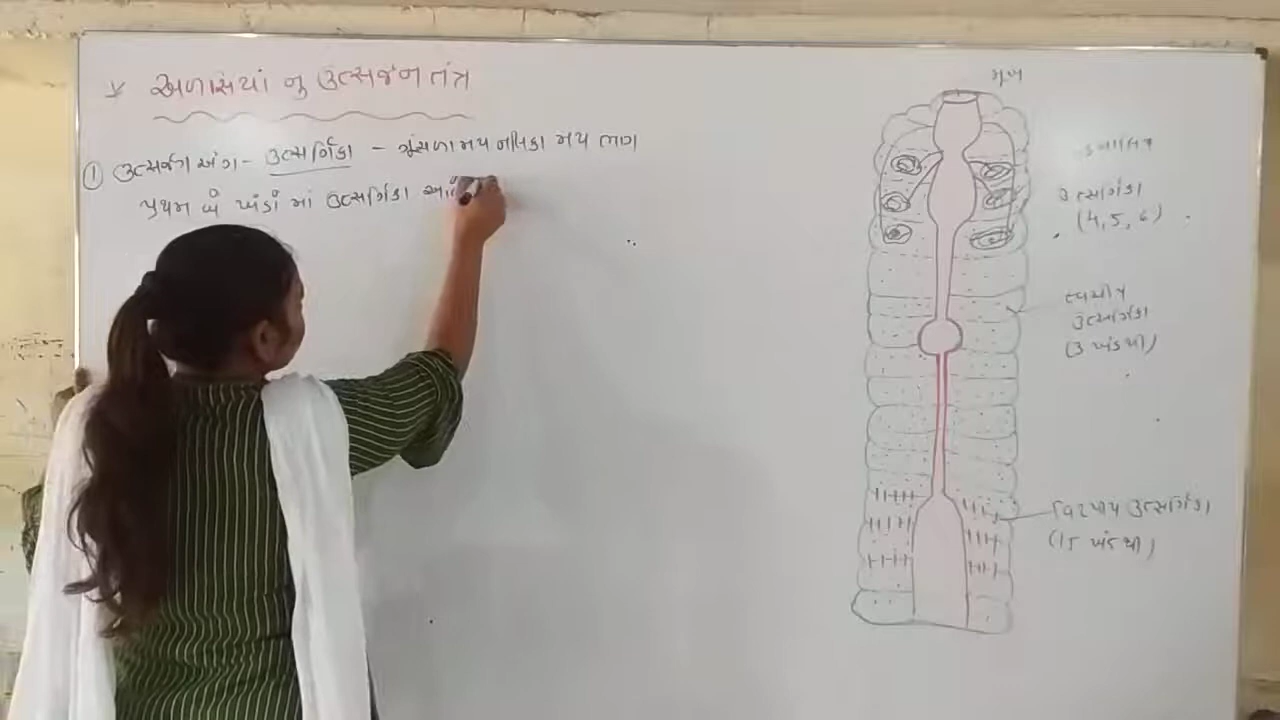 * અળસિયાં નુ ઉત્સર્જન તંત્ર
① ઉત્સર્જન અંગ - ઉત્સર્ગિકા - ગૂંચળામય નલિકા મય ભાગ
પ્રથમ બે ખંડો માં ઉત્સર્ગિકા
મૂખ
ઉત્સર્ગિકા
(4, 5, 6)
ત્વચીય
ઉત્સર્ગિકા
(3 ખંડથી)
વિટપીય ઉત્સર્ગિકા
(15 ખંડથી)